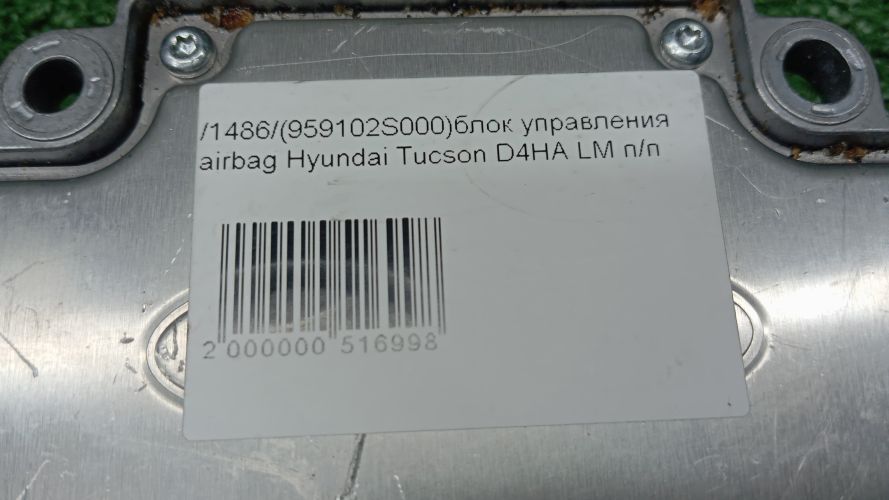 /1486/(959102S000)блок управления
airbag Hyundai Tucson D4HA LM п/п
2 000000 516998